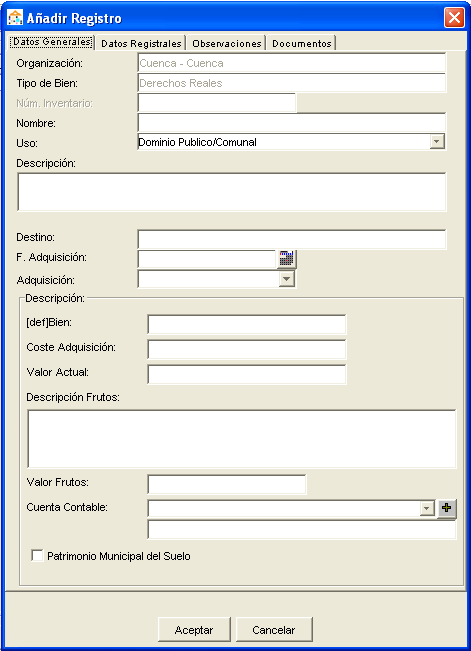 Añadir Registro
Datos Generales Datos Registrales Observaciones Documentos
Organización: Cuenca - Cuenca
Tipo de Bien: Derechos Reales
Núm. Inventario:
Nombre:
Uso: Dominio Publico/Comunal
Descripción:
Destino:
F. Adquisición:
Adquisición:
Descripción:
[def]Bien:
Coste Adquisición:
Valor Actual:
Descripción Frutos:
Valor Frutos:
Cuenta Contable:
Patrimonio Municipal del Suelo
Aceptar Cancelar